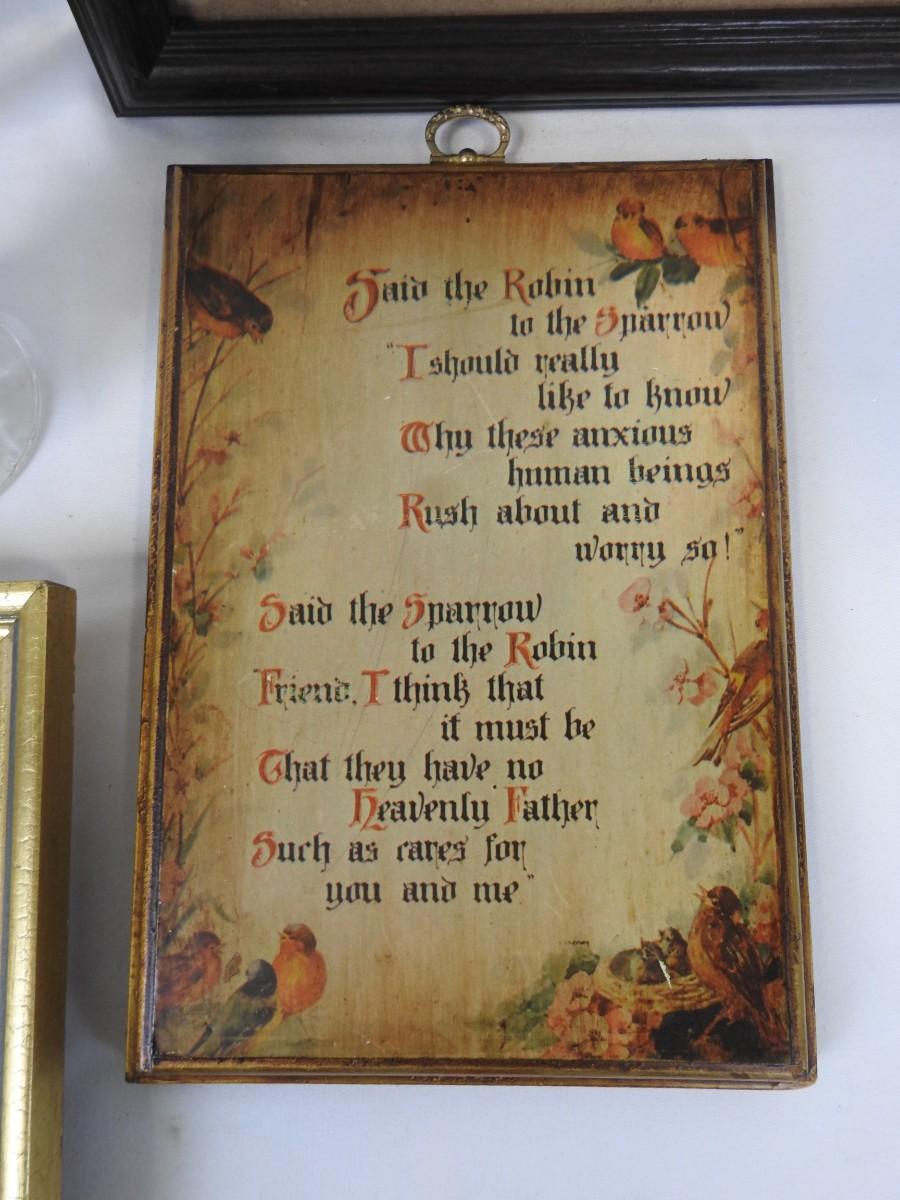 Said the Robin
to the Sparrow
"I should really
like to know
Why these anxious
human beings
Rush about and
worry so!"
Said the Sparrow
to the Robin
"Friend, I think that
it must be
That they have no
Heavenly Father
Such as cares for
you and me"